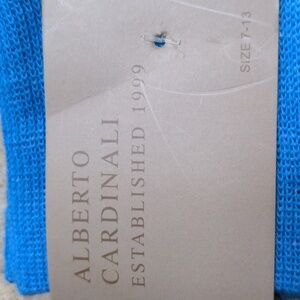 ALBERTO
CARDINALI
ESTABLISHED 1999
SIZE 7-13